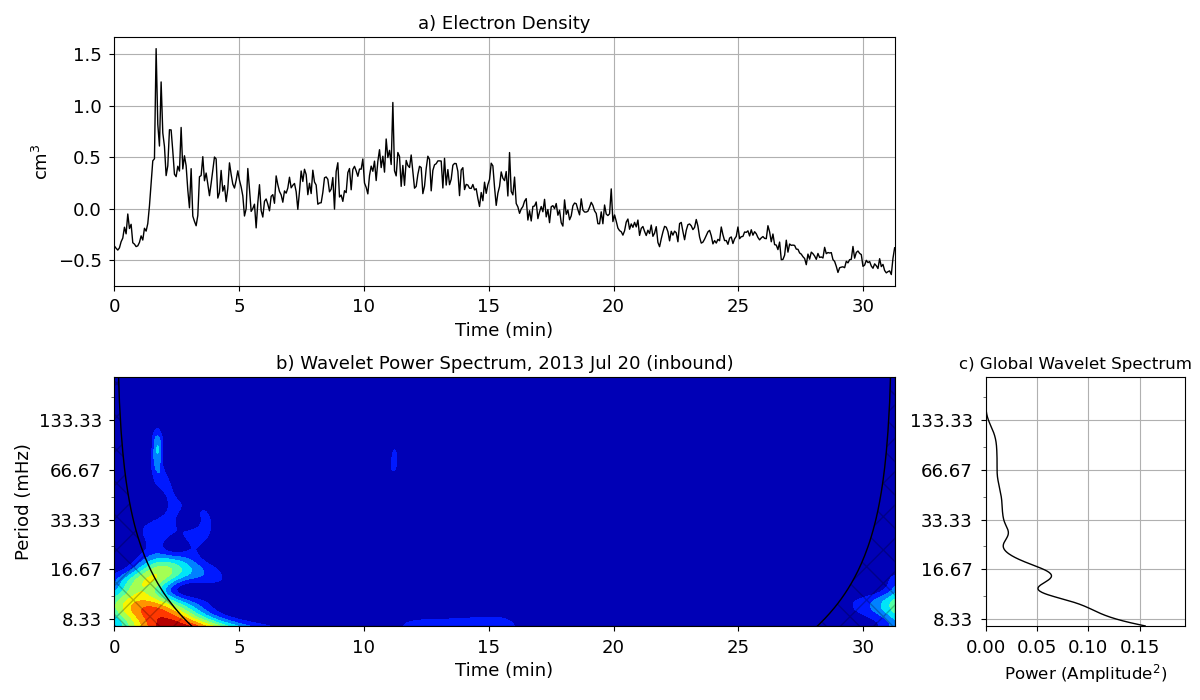 a) Electron Density
cm³
1.5
1.0
0.5
0.0
−0.5
0 5 10 15 20 25 30
Time (min)
b) Wavelet Power Spectrum, 2013 Jul 20 (inbound)
Period (mHz)
133.33
66.67
33.33
16.67
8.33
0 5 10 15 20 25 30
Time (min)
c) Global Wavelet Spectrum
133.33
66.67
33.33
16.67
8.33
0.00 0.05 0.10 0.15
Power (Amplitude²)